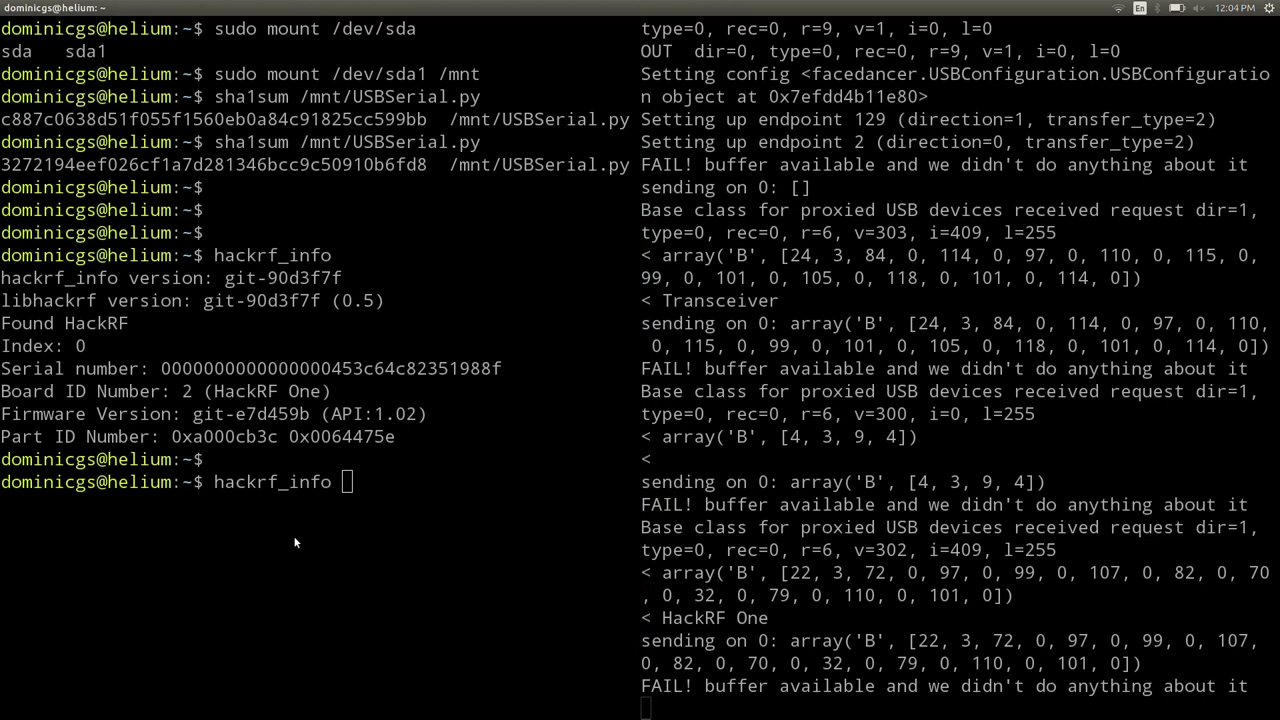 dominicgs@helium: ~
En
12:04 PM
dominicgs@helium:~$ sudo mount /dev/sda
sda   sda1
dominicgs@helium:~$ sudo mount /dev/sda1 /mnt
dominicgs@helium:~$ sha1sum /mnt/USBSerial.py
c887c0638d51f055f1560eb0a84c91825cc599bb  /mnt/USBSerial.py
dominicgs@helium:~$ sha1sum /mnt/USBSerial.py
3272194eef026cf1a7d281346bcc9c50910b6fd8  /mnt/USBSerial.py
dominicgs@helium:~$
dominicgs@helium:~$
dominicgs@helium:~$
dominicgs@helium:~$ hackrf_info
hackrf_info version: git-90d3f7f
libhackrf version: git-90d3f7f (0.5)
Found HackRF
Index: 0
Serial number: 0000000000000000453c64c82351988f
Board ID Number: 2 (HackRF One)
Firmware Version: git-e7d459b (API:1.02)
Part ID Number: 0xa000cb3c 0x0064475e
dominicgs@helium:~$
dominicgs@helium:~$ hackrf_info
type=0, rec=0, r=9, v=1, i=0, l=0
OUT  dir=0, type=0, rec=0, r=9, v=1, i=0, l=0
Setting config <facedancer.USBConfiguration.USBConfiguratio
n object at 0x7efdd4b11e80>
Setting up endpoint 129 (direction=1, transfer_type=2)
Setting up endpoint 2 (direction=0, transfer_type=2)
FAIL! buffer available and we didn't do anything about it
sending on 0: []
Base class for proxied USB devices received request dir=1,
type=0, rec=0, r=6, v=303, i=409, l=255
< array('B', [24, 3, 84, 0, 114, 0, 97, 0, 110, 0, 115, 0,
99, 0, 101, 0, 105, 0, 118, 0, 101, 0, 114, 0])
< Transceiver
sending on 0: array('B', [24, 3, 84, 0, 114, 0, 97, 0, 110,
0, 115, 0, 99, 0, 101, 0, 105, 0, 118, 0, 101, 0, 114, 0])
FAIL! buffer available and we didn't do anything about it
Base class for proxied USB devices received request dir=1,
type=0, rec=0, r=6, v=300, i=0, l=255
< array('B', [4, 3, 9, 4])
<
sending on 0: array('B', [4, 3, 9, 4])
FAIL! buffer available and we didn't do anything about it
Base class for proxied USB devices received request dir=1,
type=0, rec=0, r=6, v=302, i=409, l=255
< array('B', [22, 3, 72, 0, 97, 0, 99, 0, 107, 0, 82, 0, 70
, 0, 32, 0, 79, 0, 110, 0, 101, 0])
< HackRF One
sending on 0: array('B', [22, 3, 72, 0, 97, 0, 99, 0, 107,
0, 82, 0, 70, 0, 32, 0, 79, 0, 110, 0, 101, 0])
FAIL! buffer available and we didn't do anything about it